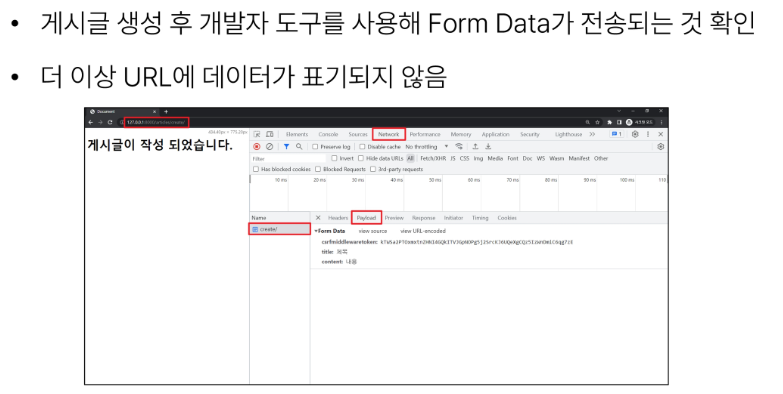 • 게시글 생성 후 개발자 도구를 사용해 Form Data가 전송되는 것 확인
• 더 이상 URL에 데이터가 표기되지 않음
Document
127.0.0.1:8000/articles/create/
게시글이 작성 되었습니다.
Elements Console Sources Network Performance Memory Application Security Lighthouse
Preserve log Disable cache No throttling
Filter Invert Hide data URLs All Fetch/XHR JS CSS Img Media Font Doc WS Wasm Manifest Other
Has blocked cookies Blocked Requests 3rd-party requests
10 ms 20 ms 30 ms 40 ms 50 ms 60 ms 70 ms 80 ms 90 ms 100 ms 110
Name Headers Payload Preview Response Initiator Timing Cookies
create/
Form Data view source view URL-encoded
csrfmiddlewaretoken:
title: 제목
content: 내용